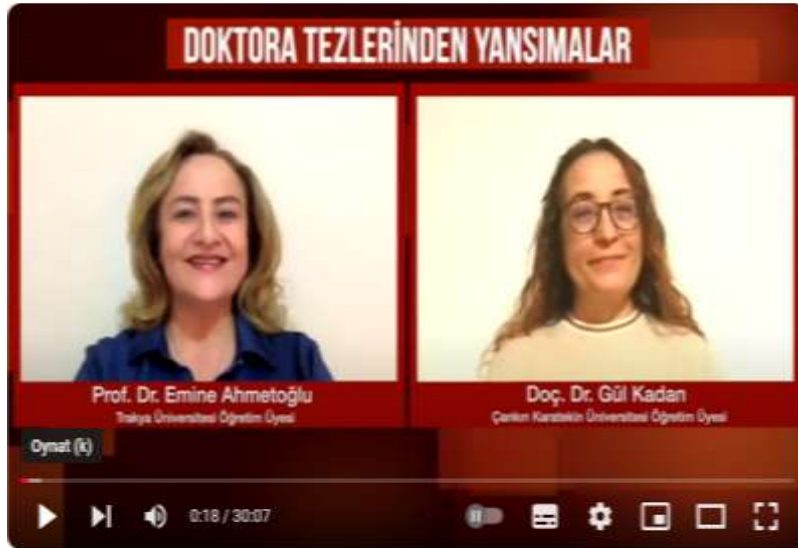 DOKTORA TEZLERİNDEN YANSIMALAR
Prof. Dr. Emine Ahmetoğlu
Trakya Üniversitesi Öğretim Üyesi
Doç. Dr. Gül Kadan
Çankırı Karatekin Üniversitesi Öğretim Üyesi
Oynat (k)
0:18 / 30:07